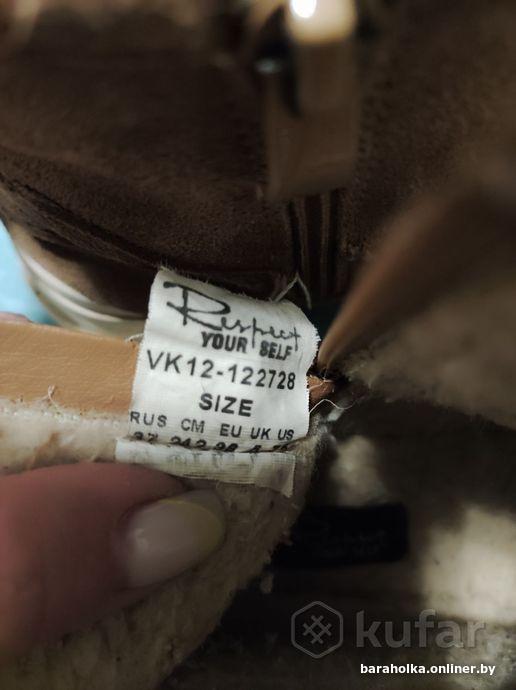 Respect
YOUR SELF
VK12-122728
SIZE
RUS CM EU UK US
kufar
baraholka.onliner.by